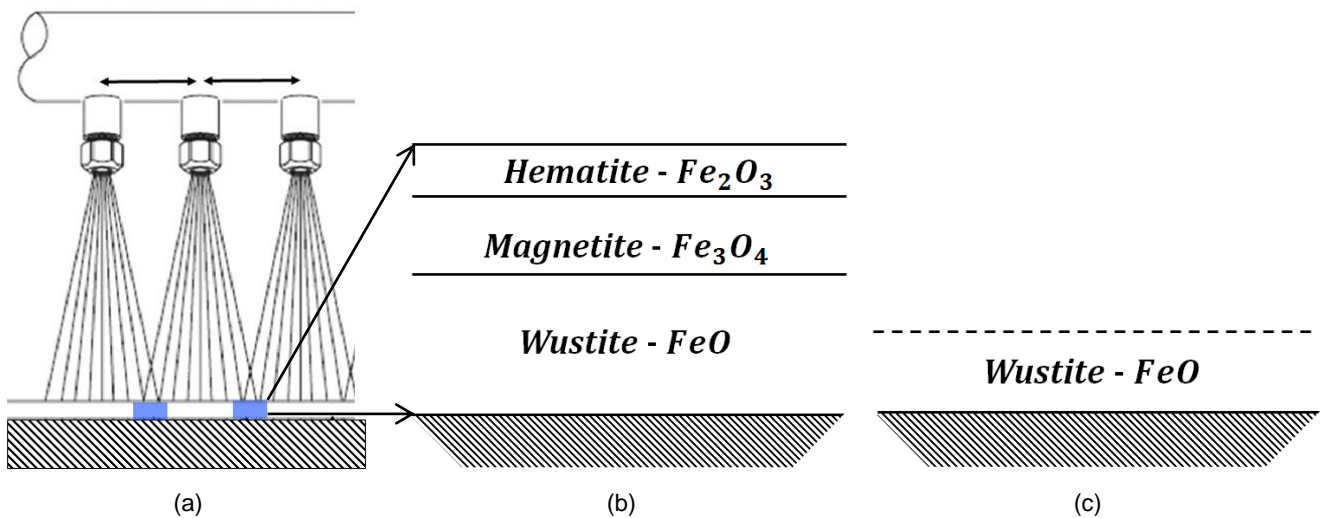 Hematite - Fe₂O₃
Magnetite - Fe₃O₄
Wustite - FeO
Wustite - FeO
(a)
(b)
(c)